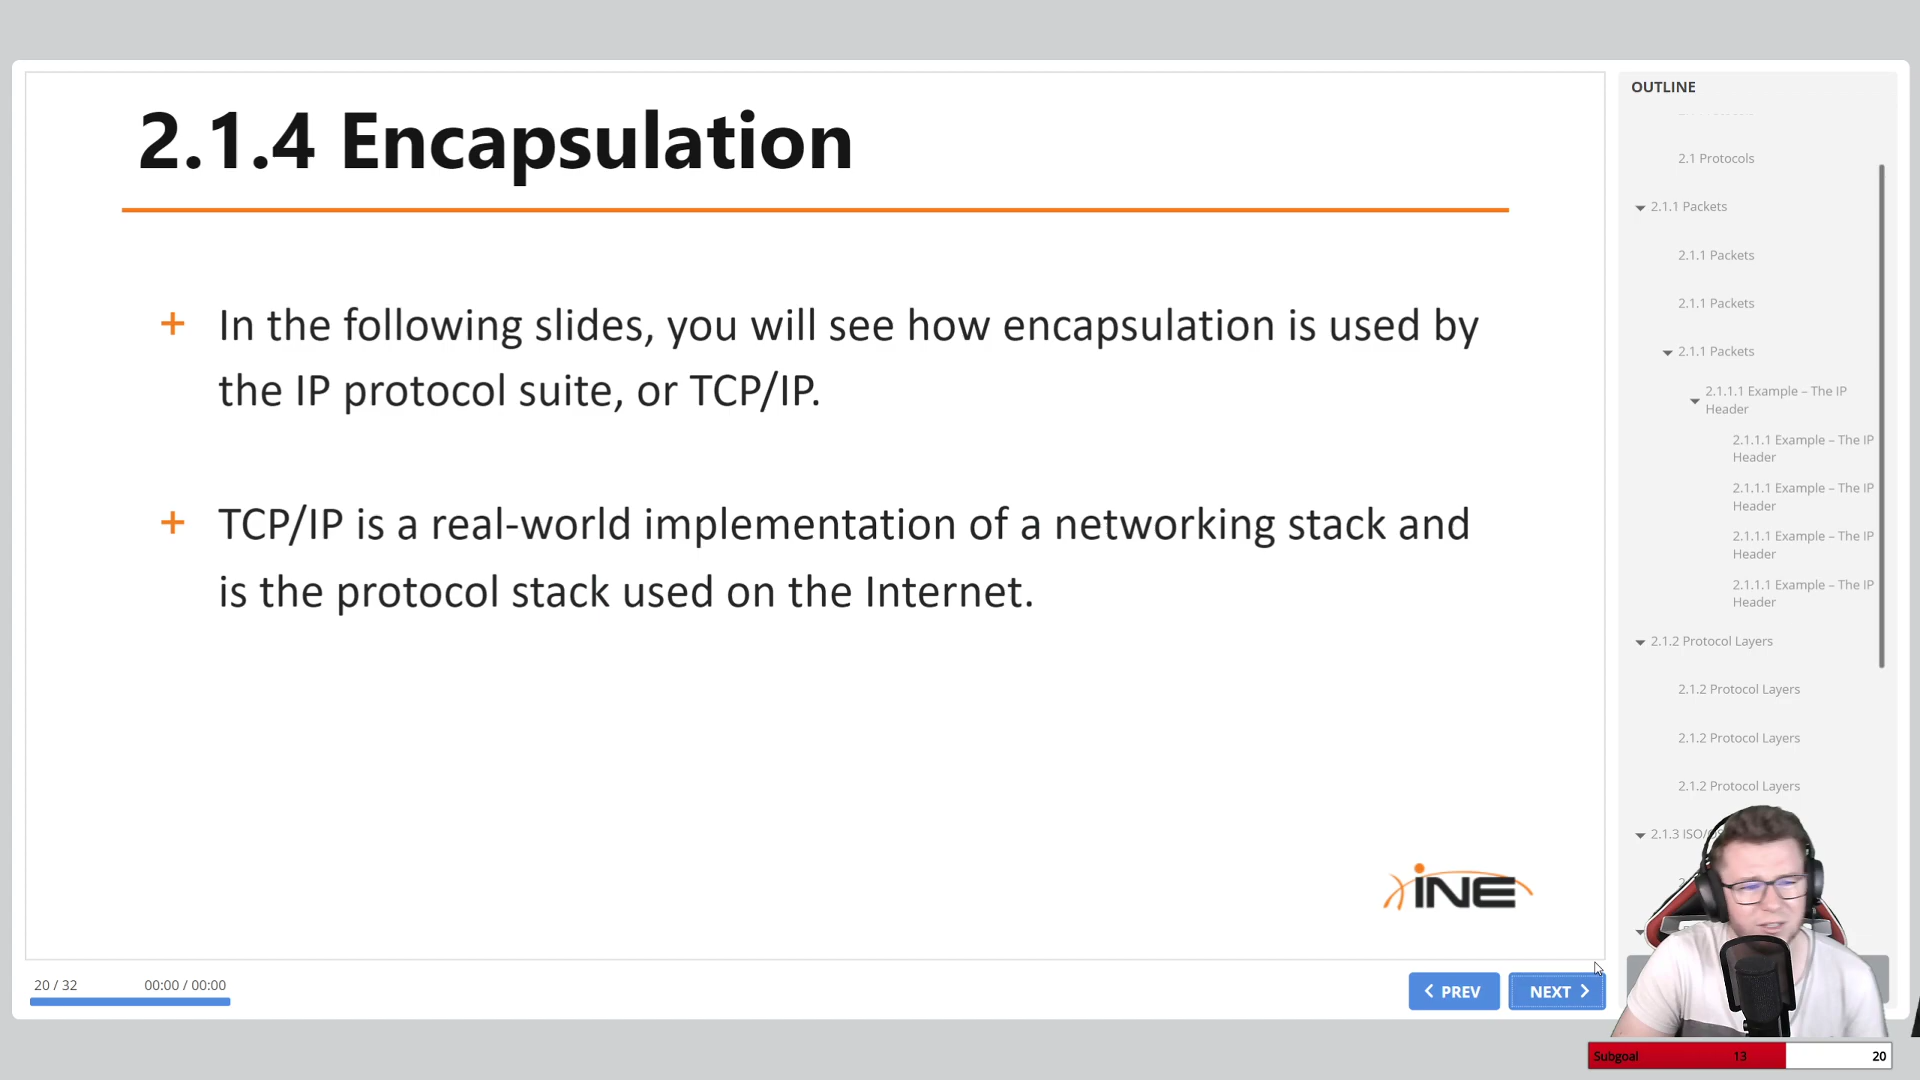 2.1.4 Encapsulation
+ In the following slides, you will see how encapsulation is used by
the IP protocol suite, or TCP/IP.
+ TCP/IP is a real-world implementation of a networking stack and
is the protocol stack used on the Internet.
INE
20 / 32
00:00 / 00:00
PREV
NEXT
OUTLINE
2.1 Protocols
2.1.1 Packets
2.1.1 Packets
2.1.1 Packets
2.1.1 Packets
2.1.1.1 Example – The IP
Header
2.1.1.1 Example – The IP
Header
2.1.1.1 Example – The IP
Header
2.1.1.1 Example – The IP
Header
2.1.1.1 Example – The IP
Header
2.1.2 Protocol Layers
2.1.2 Protocol Layers
2.1.2 Protocol Layers
2.1.2 Protocol Layers
2.1.3 ISO/
Subgoal 13 20